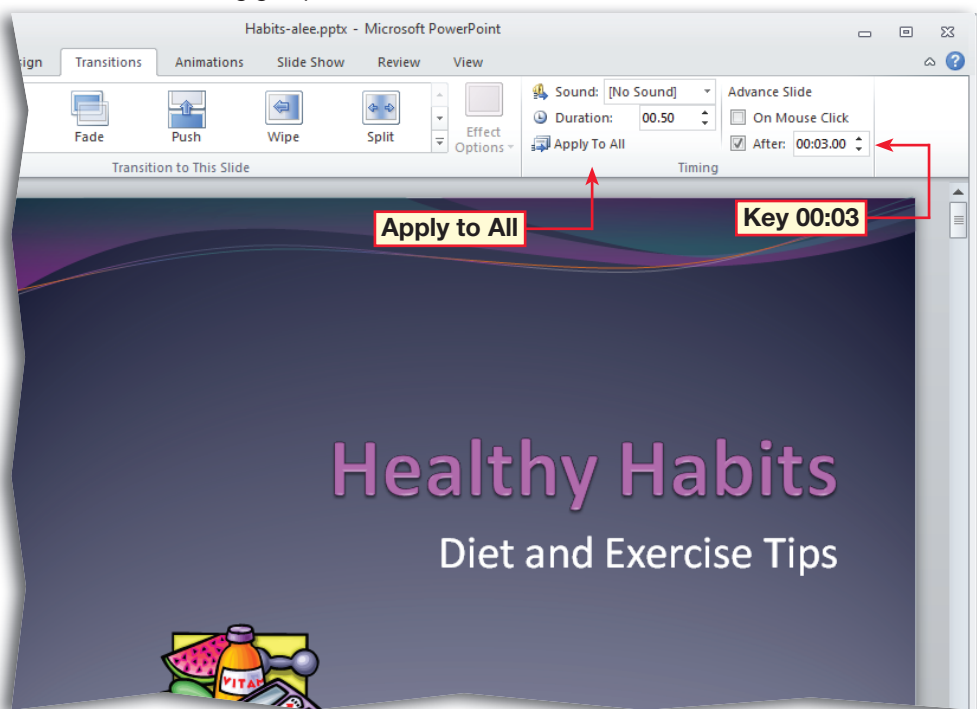 Habits-alee.pptx - Microsoft PowerPoint
sign Transitions Animations Slide Show Review View
Fade Push Wipe Split Effect Options
Sound: [No Sound]
Duration: 00.50
Apply To All
Advance Slide
On Mouse Click
After: 00:03.00
Transition to This Slide Timing
Apply to All
Key 00:03
Healthy Habits
Diet and Exercise Tips
VITA